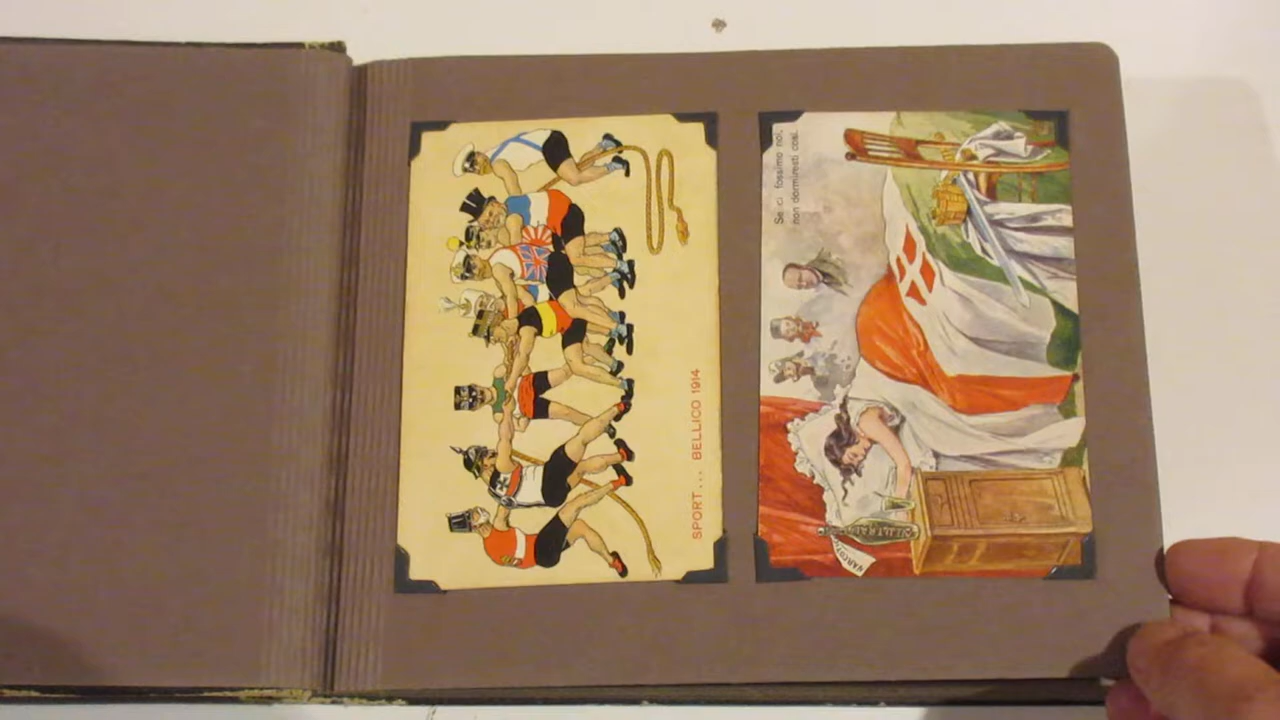 SPORT... BELLICO 1914
Se ci fossimo noi,
non dormiresti così.